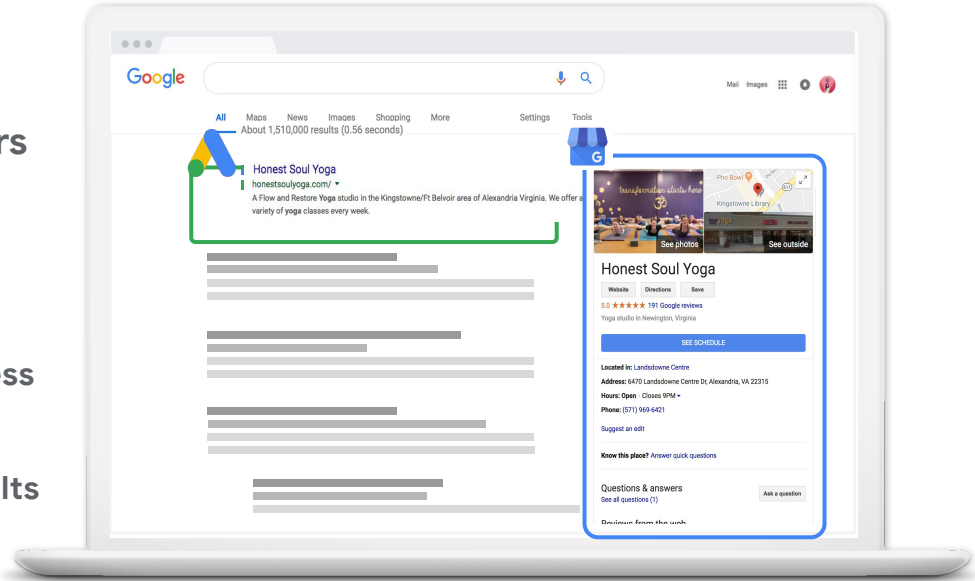 rs
ess
lts
Google
Mail Images
All Maps News Images Shopping More Settings Tools
About 1,510,000 results (0.56 seconds)
Honest Soul Yoga
honestsoulyoga.com/
A Flow and Restore Yoga studio in the Kingstowne/Ft Belvoir area of Alexandria Virginia. We offer a
variety of yoga classes every week.
G
transformation starts here
Pho Bowl
611
Kingstowne Library
See photos
See outside
Honest Soul Yoga
Website Directions Save
5.0 ★★★★★ 191 Google reviews
Yoga studio in Newington, Virginia
SEE SCHEDULE
Located in: Landsdowne Centre
Address: 6470 Landsdowne Centre Dr, Alexandria, VA 22315
Hours: Open · Closes 9PM
Phone: (571) 969-6421
Suggest an edit
Know this place? Answer quick questions
Questions & answers
See all questions (1)
Ask a question
Reviews from the web